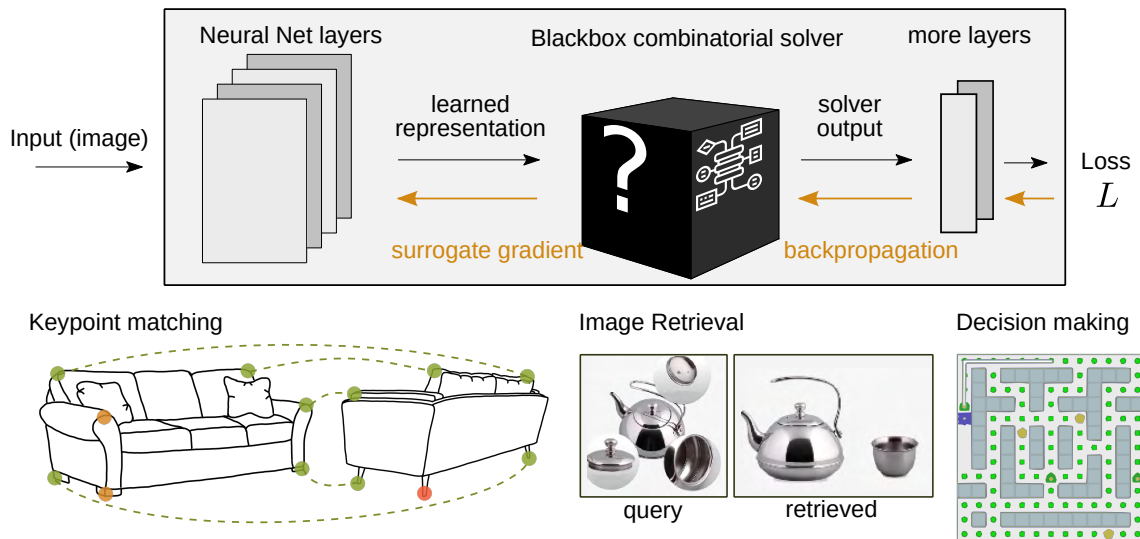 Neural Net layers
Blackbox combinatorial solver
more layers
Input (image)
learned
representation
?
solver
output
Loss
L
surrogate gradient
backpropagation
Keypoint matching
Image Retrieval
Decision making
query
retrieved